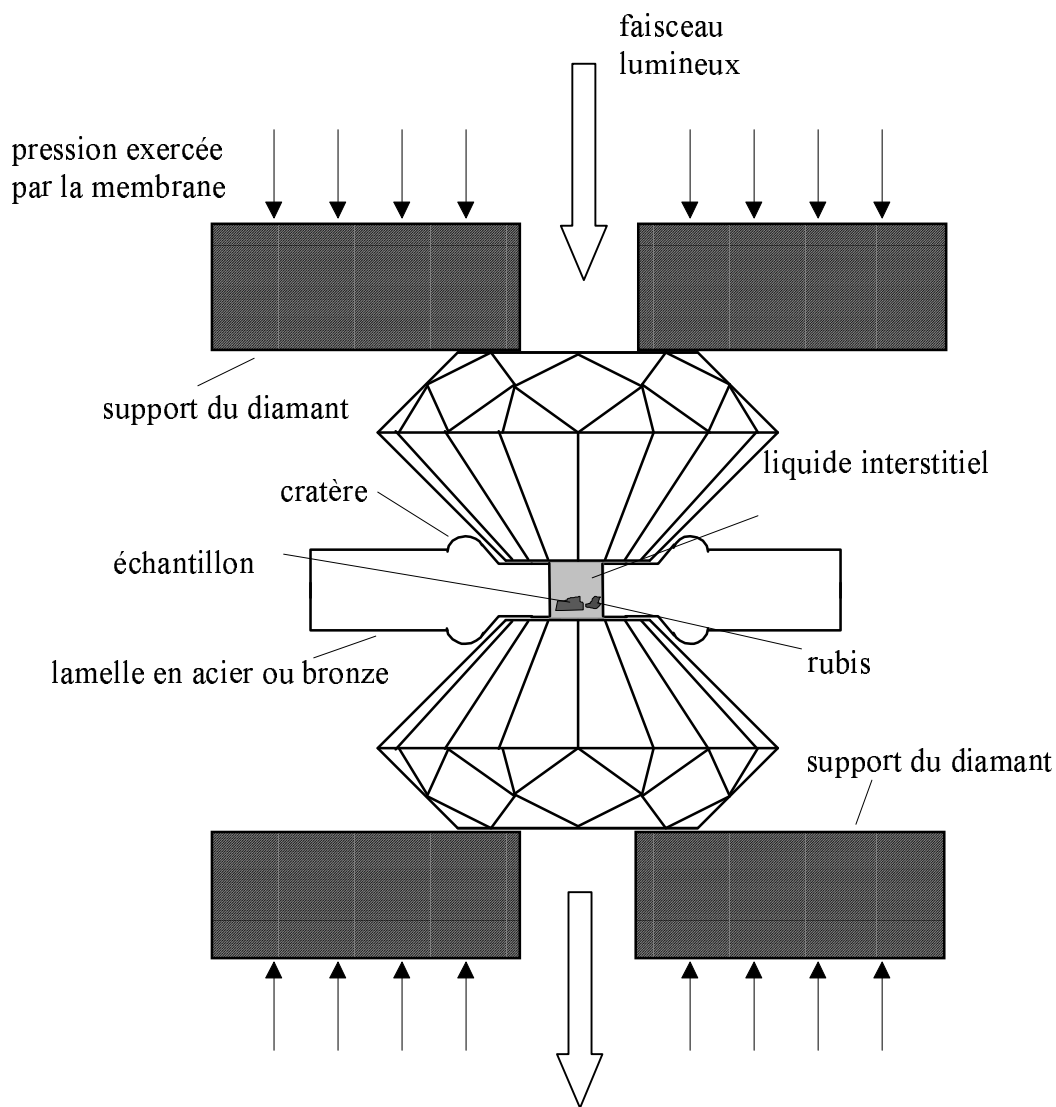 faisceau
lumineux
pression exercée
par la membrane
support du diamant
liquide interstitiel
cratère
échantillon
rubis
lamelle en acier ou bronze
support du diamant